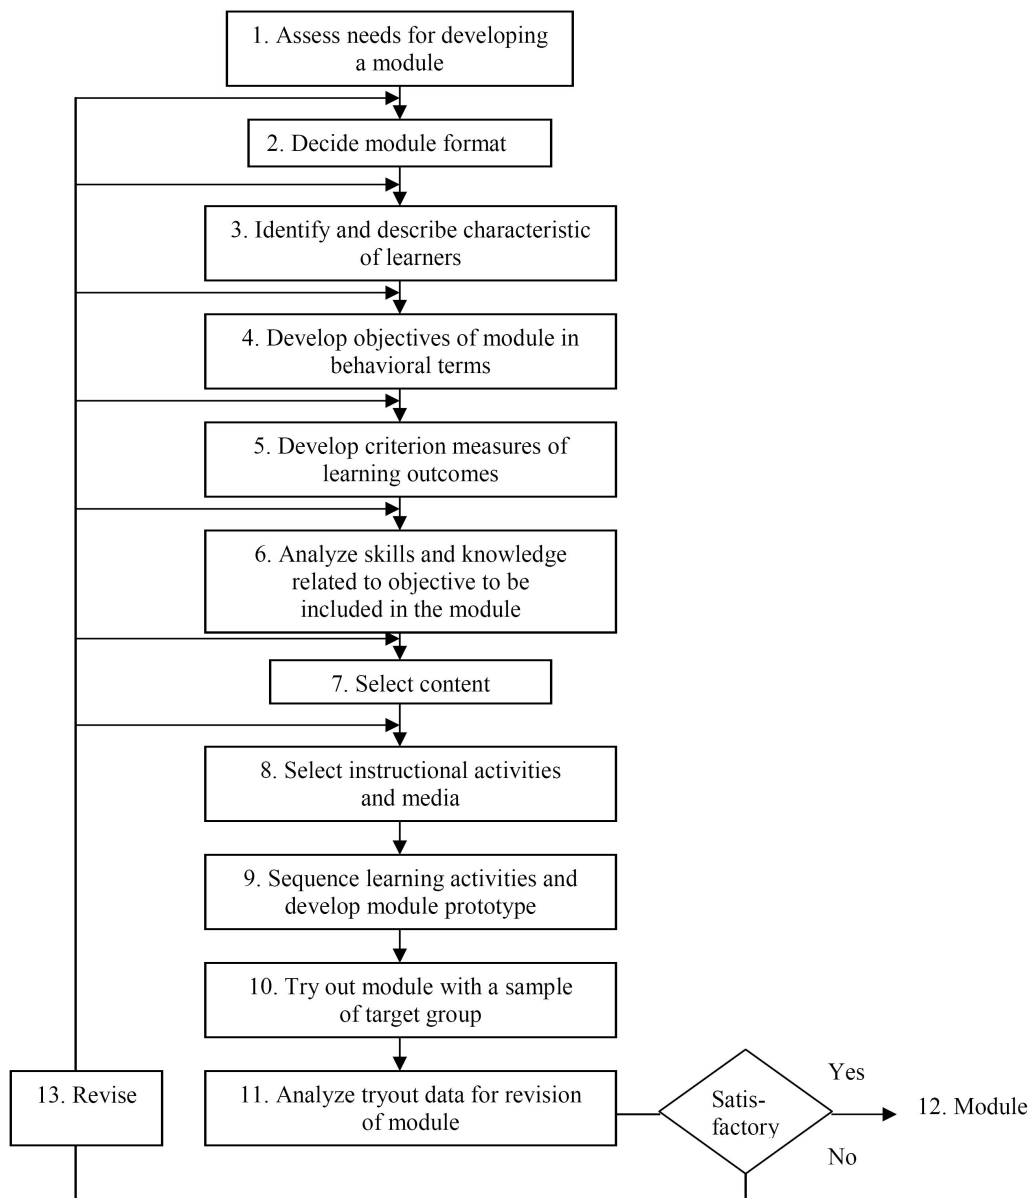 1. Assess needs for developing
a module
2. Decide module format
3. Identify and describe characteristic
of learners
4. Develop objectives of module in
behavioral terms
5. Develop criterion measures of
learning outcomes
6. Analyze skills and knowledge
related to objective to be
included in the module
7. Select content
8. Select instructional activities
and media
9. Sequence learning activities and
develop module prototype
10. Try out module with a sample
of target group
13. Revise
11. Analyze tryout data for revision
of module
Satis-
factory
Yes
12. Module
No